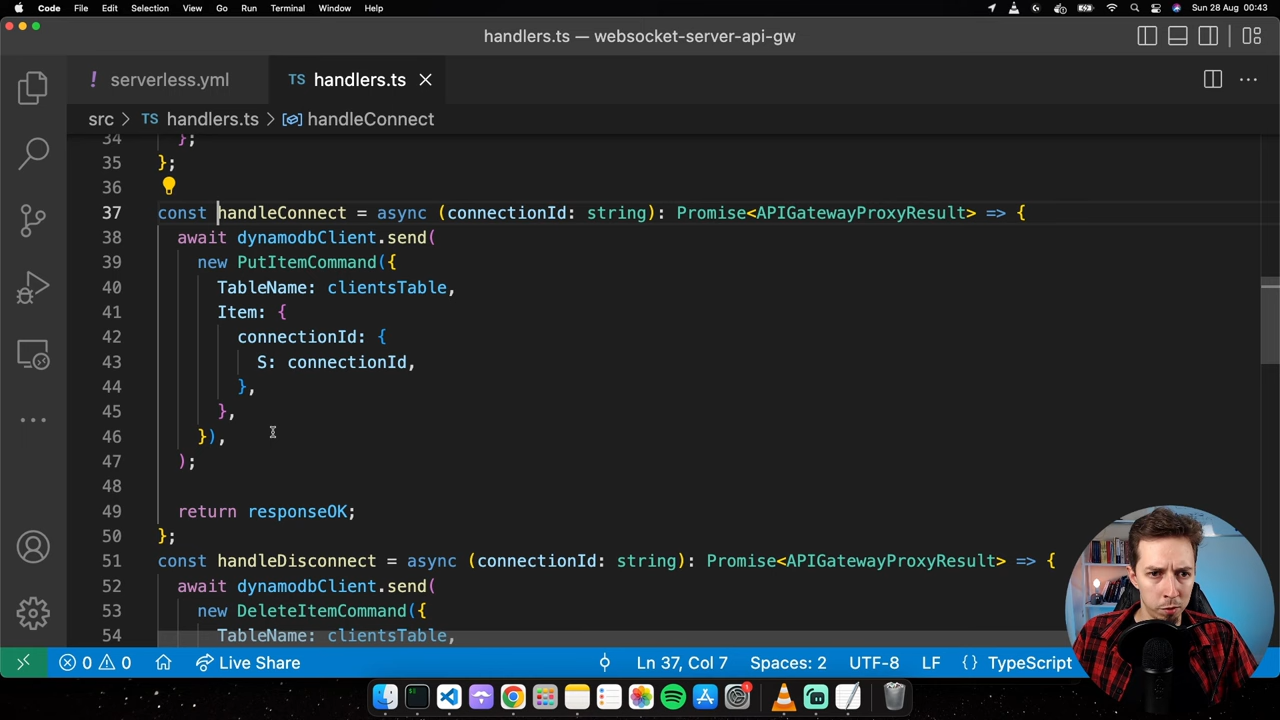 Code File Edit Selection View Go Run Terminal Window Help Sun 28 Aug 00:43
handlers.ts — websocket-server-api-gw
! serverless.yml TS handlers.ts
src > TS handlers.ts > handleConnect
34 };
35 };
36
37 const handleConnect = async (connectionId: string): Promise<APIGatewayProxyResult> => {
38 await dynamodbClient.send(
39 new PutItemCommand({
40 TableName: clientsTable,
41 Item: {
42 connectionId: {
43 S: connectionId,
44 },
45 },
46 }),
47 );
48
49 return responseOK;
50 };
51 const handleDisconnect = async (connectionId: string): Promise<APIGatewayProxyResult> => {
52 await dynamodbClient.send(
53 new DeleteItemCommand({
54 TableName: clientsTable,
0 0 Live Share Ln 37, Col 7 Spaces: 2 UTF-8 LF {} TypeScript
1